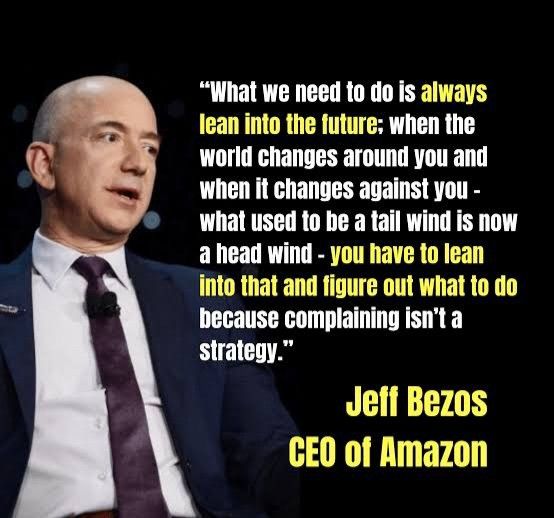 “What we need to do is always
lean into the future; when the
world changes around you and
when it changes against you -
what used to be a tail wind is now
a head wind - you have to lean
into that and figure out what to do
because complaining isn’t a
strategy.”
Jeff Bezos
CEO of Amazon